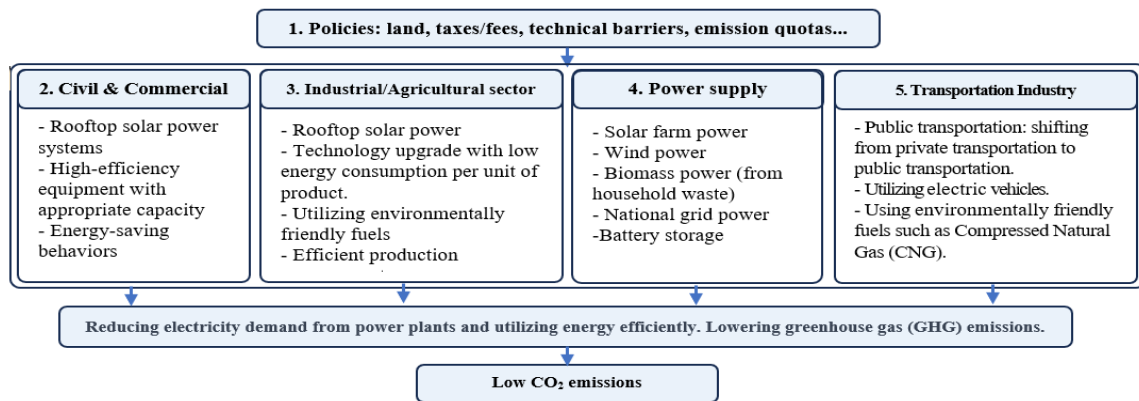 1. Policies: land, taxes/fees, technical barriers, emission quotas...
2. Civil & Commercial
- Rooftop solar power
systems
- High-efficiency
equipment with
appropriate capacity
- Energy-saving
behaviors
3. Industrial/Agricultural sector
- Rooftop solar power
- Technology upgrade with low
energy consumption per unit of
product.
- Utilizing environmentally
friendly fuels
- Efficient production
4. Power supply
- Solar farm power
- Wind power
- Biomass power (from
household waste)
- National grid power
-Battery storage
5. Transportation Industry
- Public transportation: shifting
from private transportation to
public transportation.
- Utilizing electric vehicles.
- Using environmentally friendly
fuels such as Compressed Natural
Gas (CNG).
Reducing electricity demand from power plants and utilizing energy efficiently. Lowering greenhouse gas (GHG) emissions.
Low CO₂ emissions